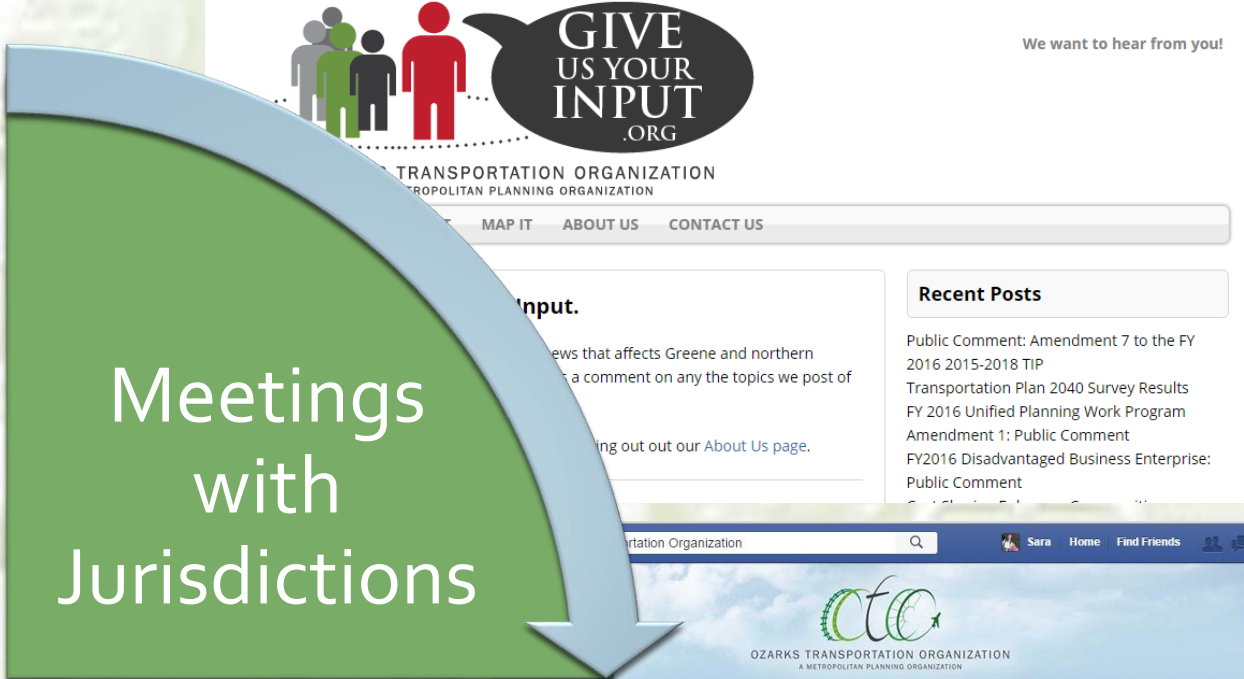 GIVE
US YOUR
INPUT
.ORG
We want to hear from you!
TRANSPORTATION ORGANIZATION
PLANNING ORGANIZATION
MAP IT ABOUT US CONTACT US
Input.
that affects Greene and northern
a comment on any the topics we post of
out out our About Us page.
Recent Posts
Public Comment: Amendment 7 to the FY
2016 2015-2018 TIP
Transportation Plan 2040 Survey Results
FY 2016 Unified Planning Work Program
Amendment 1: Public Comment
FY2016 Disadvantaged Business Enterprise:
Public Comment
Meetings
with
Jurisdictions
Organization
Sara Home Find Friends
oto
OZARKS TRANSPORTATION ORGANIZATION
A METROPOLITAN PLANNING ORGANIZATION